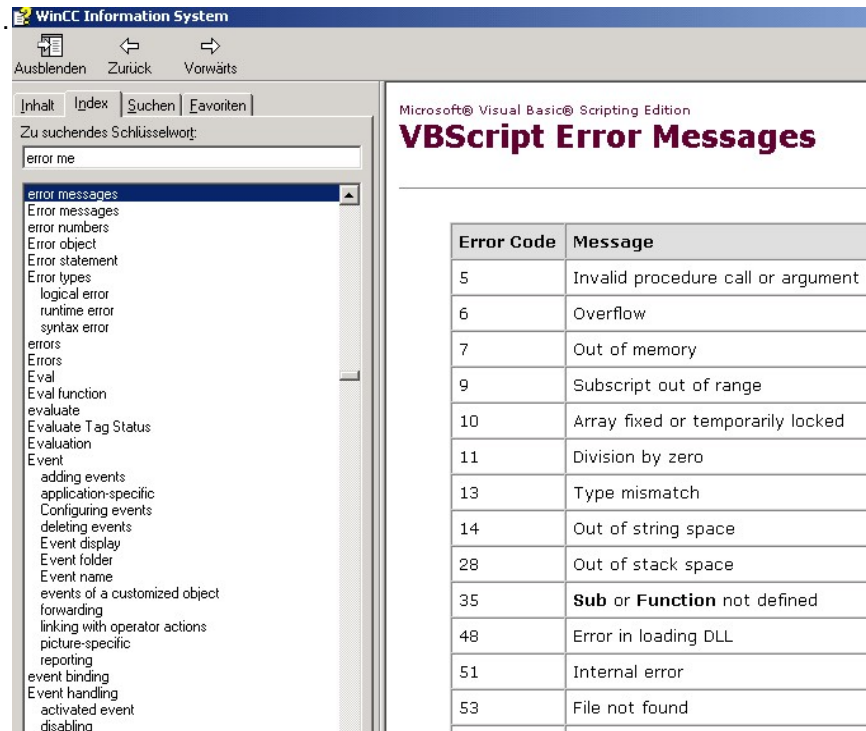 WinCC Information System
.
Ausblenden Zurück Vorwärts
Inhalt Index Suchen Favoriten
Zu suchendes Schlüsselwort:
error me
error messages
Error messages
error numbers
Error object
Error statement
Error types
logical error
runtime error
syntax error
errors
Errors
Eval
Eval function
evaluate
Evaluate Tag Status
Evaluation
Event
adding events
application-specific
Configuring events
deleting events
Event display
Event folder
Event name
events of a customized object
forwarding
linking with operator actions
picture-specific
reporting
event binding
Event handling
activated event
disabling
Microsoft® Visual Basic® Scripting Edition
VBScript Error Messages
Error Code Message
5 Invalid procedure call or argument
6 Overflow
7 Out of memory
9 Subscript out of range
10 Array fixed or temporarily locked
11 Division by zero
13 Type mismatch
14 Out of string space
28 Out of stack space
35 Sub or Function not defined
48 Error in loading DLL
51 Internal error
53 File not found